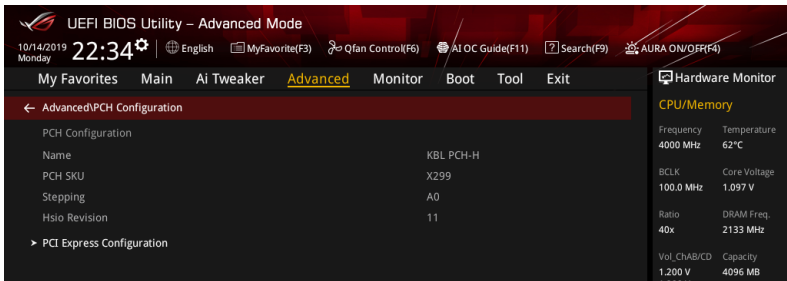 UEFI BIOS Utility – Advanced Mode
10/14/2019 Monday 22:34 English MyFavorite(F3) Qfan Control(F6) AI OC Guide(F11) Search(F9) AURA ON/OFF(F4)
My Favorites Main Ai Tweaker Advanced Monitor Boot Tool Exit
Hardware Monitor
← Advanced\PCH Configuration
PCH Configuration
Name KBL PCH-H
PCH SKU X299
Stepping A0
Hsio Revision 11
➤ PCI Express Configuration
CPU/Memory
Frequency Temperature
4000 MHz 62°C
BCLK Core Voltage
100.0 MHz 1.097 V
Ratio DRAM Freq.
40x 2133 MHz
Vol_ChAB/CD Capacity
1.200 V 4096 MB